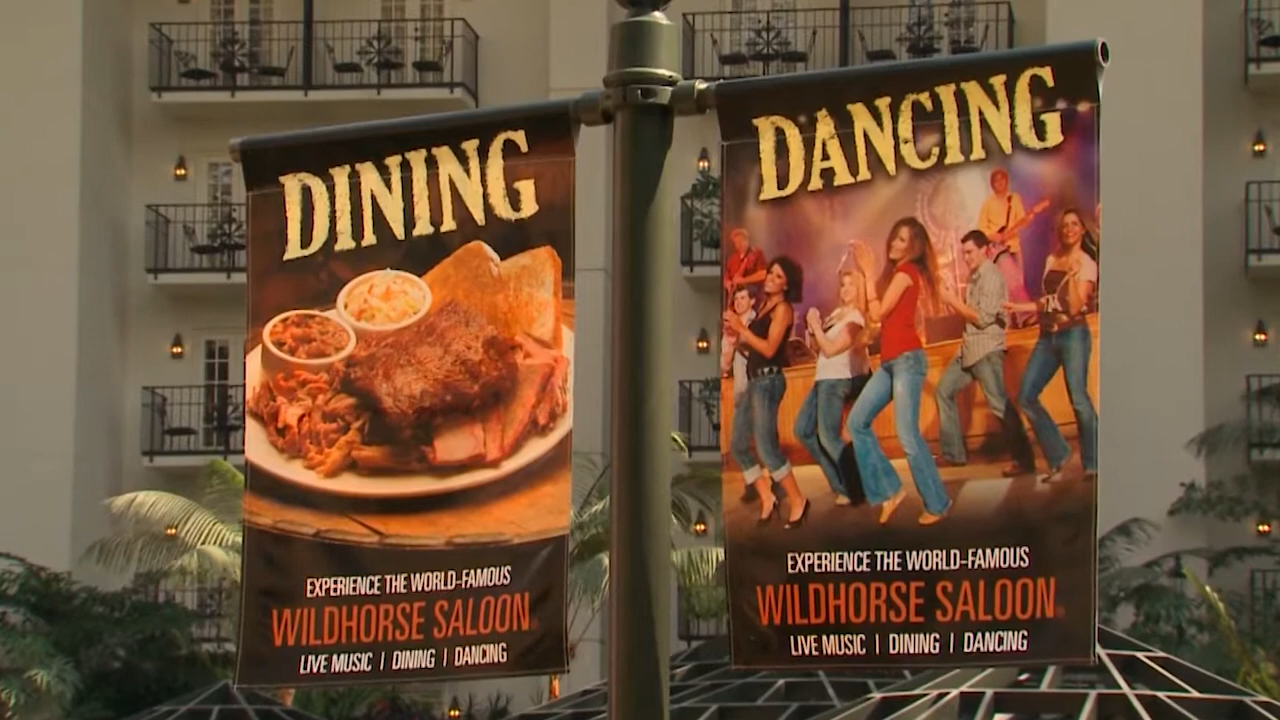 DINING
EXPERIENCE THE WORLD-FAMOUS
WILDHORSE SALOON
LIVE MUSIC | DINING | DANCING
DANCING
EXPERIENCE THE WORLD-FAMOUS
WILDHORSE SALOON
LIVE MUSIC | DINING | DANCING